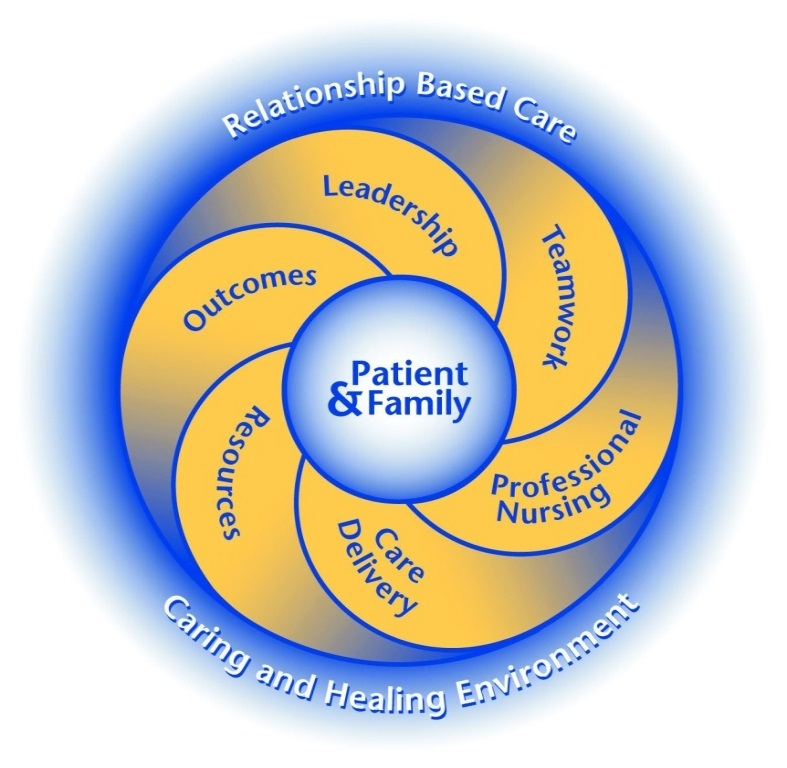 Relationship Based Care
Leadership
Teamwork
Outcomes
Patient
& Family
Resources
Professional
Nursing
Care
Delivery
Caring and Healing Environment